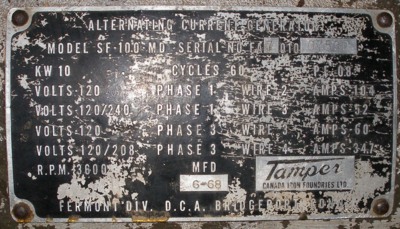 ALTERNATING CURRENT GENERATOR
MODEL SF-100-MD SERIAL NO.
KW 10 CYCLES 60
VOLTS-120 PHASE 1 WIRE-2 AMPS-104
VOLTS-120/240 PHASE 1 WIRE-3 AMPS-52
VOLTS-120 PHASE 3 WIRE-3 AMPS-60
VOLTS-120/208 PHASE 3 WIRE-4 AMPS-34.7
R.P.M. 3600 MFD
6-68
Tamper
CANADA IRON FOUNDRIES LTD.
FERMONT DIV. D.C.A. BRIDGEPORT